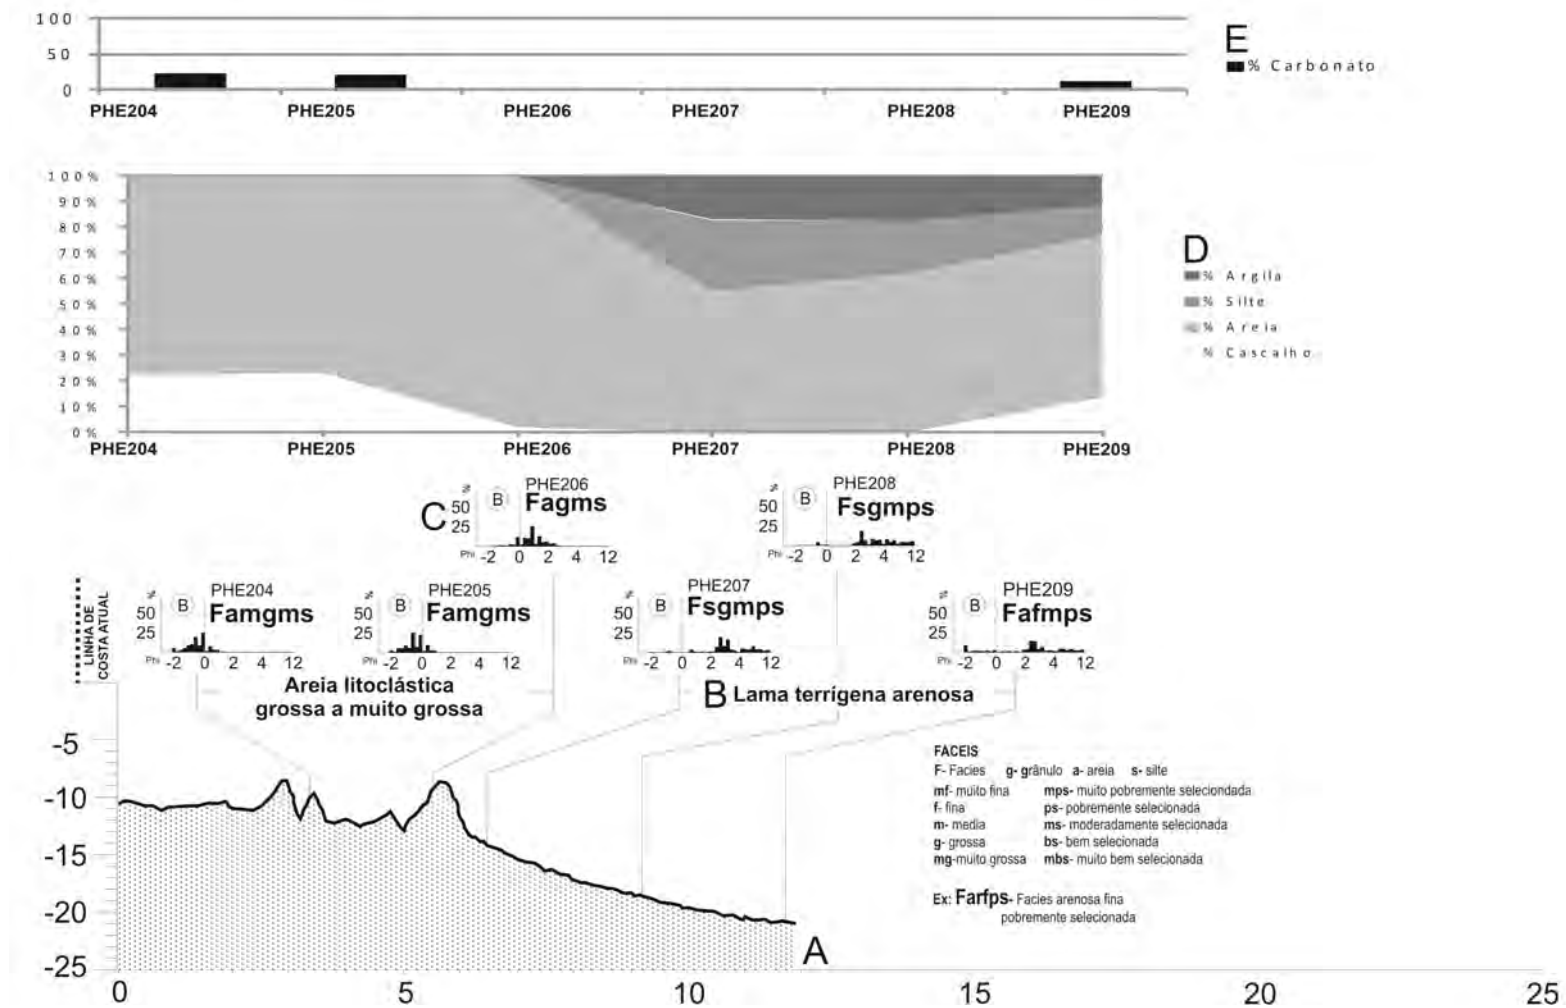 100
50
0
PHE204 PHE205 PHE206 PHE207 PHE208 PHE209
E
% Carbonato
100%
90%
80%
70%
60%
50%
40%
30%
20%
10%
0%
PHE204 PHE205 PHE206 PHE207 PHE208 PHE209
D
% Argila
% Silte
% Areia
% Cascalho
C
PHE206
Fagms
% B
50
25
Phi -2 0 2 4 12
PHE208
Fsgmps
% B
50
25
Phi -2 0 2 4 12
LINHA DE
COSTA ATUAL
PHE204
Famgms
% B
50
25
Phi -2 0 2 4 12
PHE205
Famgms
% B
50
25
Phi -2 0 2 4 12
PHE207
Fsgmps
% B
50
25
Phi -2 0 2 4 12
PHE209
Fafmps
% B
50
25
Phi -2 0 2 4 12
Areia litoclástica
grossa a muito grossa
B Lama terrígena arenosa
-5
-10
-15
-20
-25
A
0 5 10 15 20 25
FACEIS
F- Facies g- grânulo a- areia s- silte
mf- muito fina mps- muito pobremente seleciondada
f- fina ps- pobremente selecionada
m- media ms- moderadamente selecionada
g- grossa bs- bem selecionada
mg-muito grossa mbs- muito bem selecionada
Ex: Farfps- Facies arenosa fina
pobremente selecionada